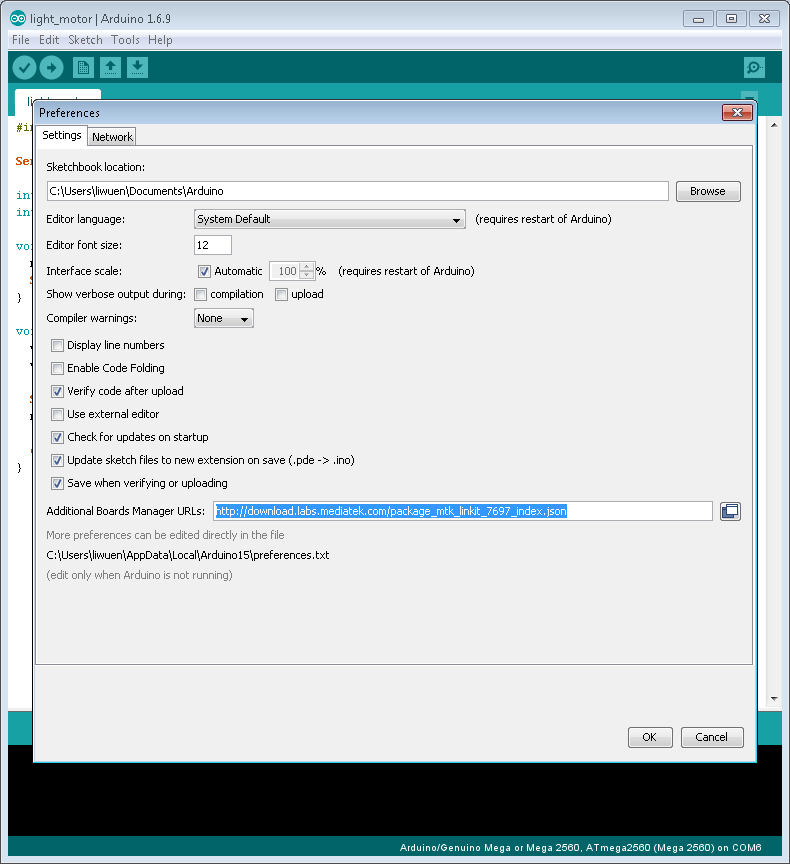 light_motor | Arduino 1.6.9
File Edit Sketch Tools Help
Preferences
Settings Network
Sketchbook location:
C:\Users\liwuen\Documents\Arduino Browse
Editor language: System Default (requires restart of Arduino)
Editor font size: 12
Interface scale: Automatic 100 % (requires restart of Arduino)
Show verbose output during: compilation upload
Compiler warnings: None
Display line numbers
Enable Code Folding
Verify code after upload
Use external editor
Check for updates on startup
Update sketch files to new extension on save (.pde -> .ino)
Save when verifying or uploading
Additional Boards Manager URLs: http://download.labs.mediatek.com/package_mtk_linkit_7697_index.json
More preferences can be edited directly in the file
C:\Users\liwuen\AppData\Local\Arduino15\preferences.txt
(edit only when Arduino is not running)
OK Cancel
Arduino/Genuino Mega or Mega 2560, ATmega2560 (Mega 2560) on COM6